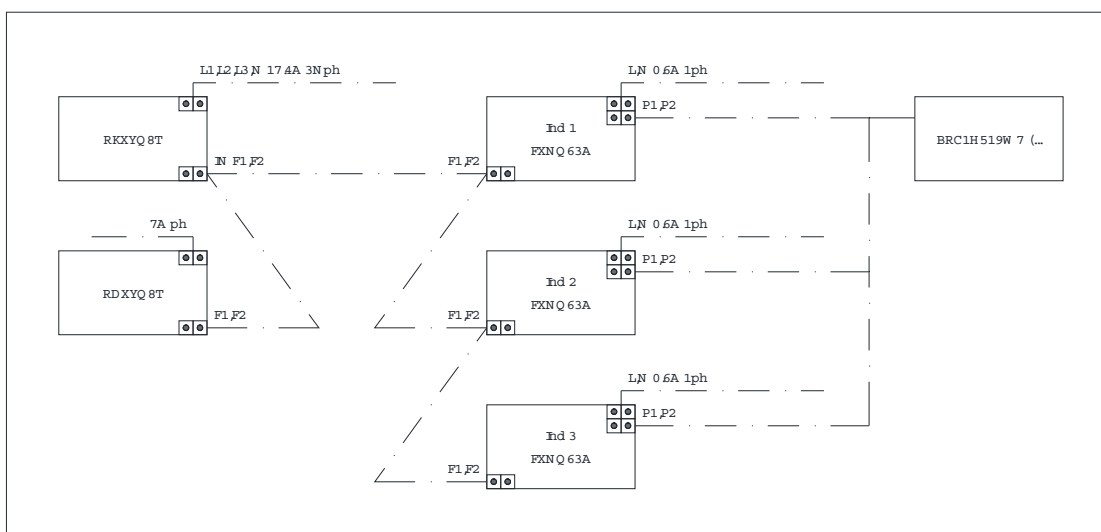 L1,L2,L3,N 17.4A 3Nph
L,N 0.6A 1ph
P1,P2
RKXYQ8T
Ind 1
FXNQ63A
BRC1H519W7 (...
IN F1,F2
F1,F2
7A ph
L,N 0.6A 1ph
P1,P2
RDXYQ8T
Ind 2
FXNQ63A
F1,F2
F1,F2
L,N 0.6A 1ph
P1,P2
Ind 3
FXNQ63A
F1,F2